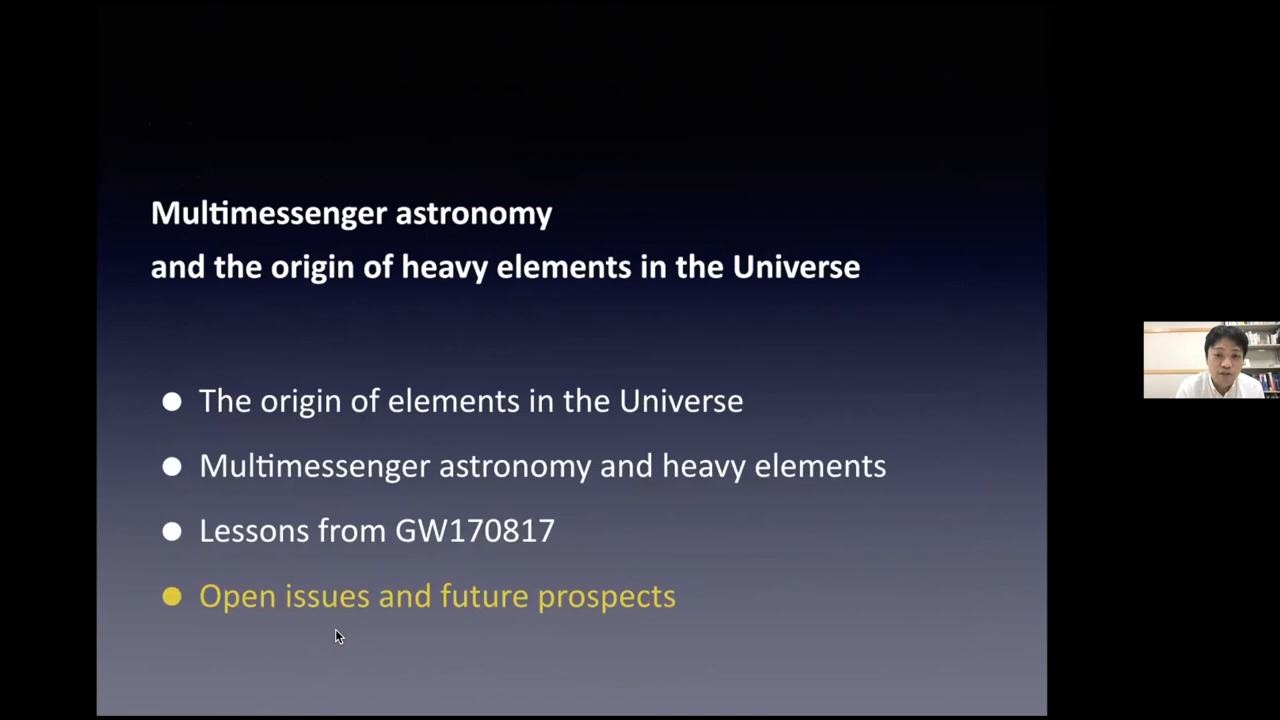 Multimessenger astronomy
and the origin of heavy elements in the Universe
● The origin of elements in the Universe
● Multimessenger astronomy and heavy elements
● Lessons from GW170817
● Open issues and future prospects